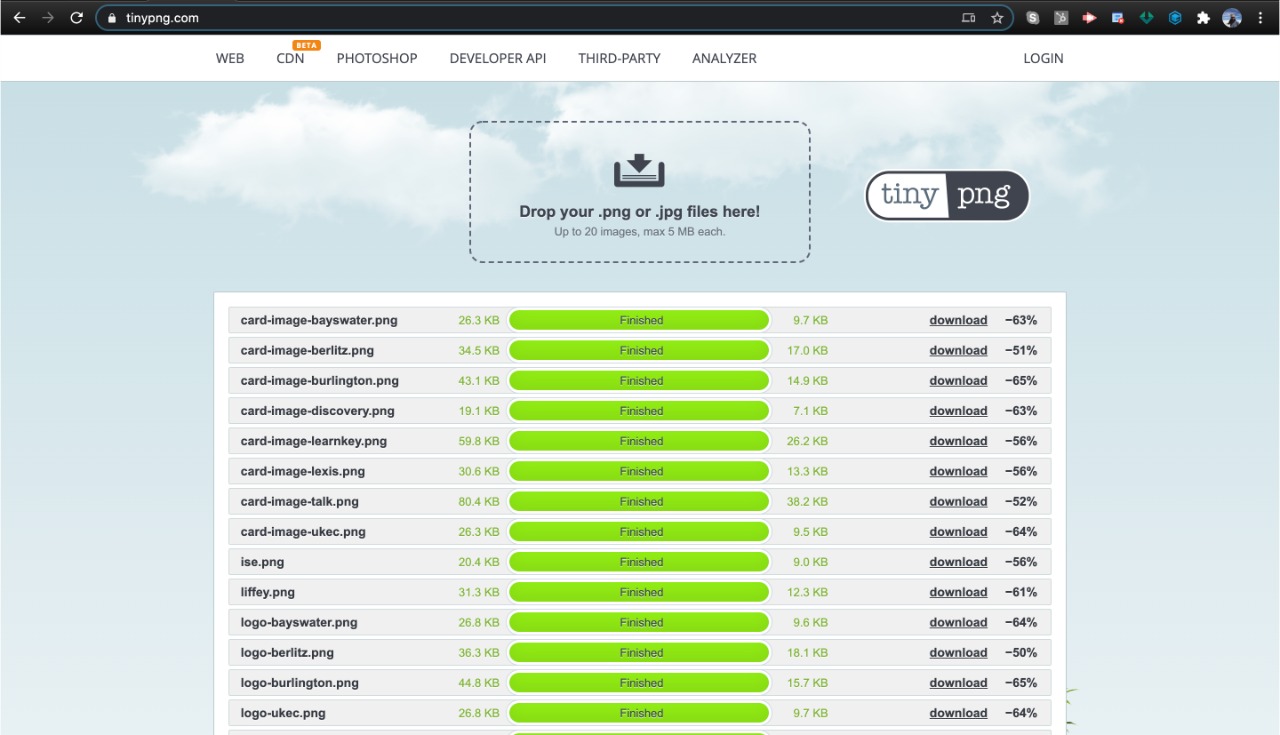 tinypng.com
BETA
WEB CDN PHOTOSHOP DEVELOPER API THIRD-PARTY ANALYZER LOGIN
Drop your .png or .jpg files here!
Up to 20 images, max 5 MB each.
tiny png
card-image-bayswater.png 26.3 KB Finished 9.7 KB download −63%
card-image-berlitz.png 34.5 KB Finished 17.0 KB download −51%
card-image-burlington.png 43.1 KB Finished 14.9 KB download −65%
card-image-discovery.png 19.1 KB Finished 7.1 KB download −63%
card-image-learnkey.png 59.8 KB Finished 26.2 KB download −56%
card-image-lexis.png 30.6 KB Finished 13.3 KB download −56%
card-image-talk.png 80.4 KB Finished 38.2 KB download −52%
card-image-ukec.png 26.3 KB Finished 9.5 KB download −64%
ise.png 20.4 KB Finished 9.0 KB download −56%
liffey.png 31.3 KB Finished 12.3 KB download −61%
logo-bayswater.png 26.8 KB Finished 9.6 KB download −64%
logo-berlitz.png 36.3 KB Finished 18.1 KB download −50%
logo-burlington.png 44.8 KB Finished 15.7 KB download −65%
logo-ukec.png 26.8 KB Finished 9.7 KB download −64%